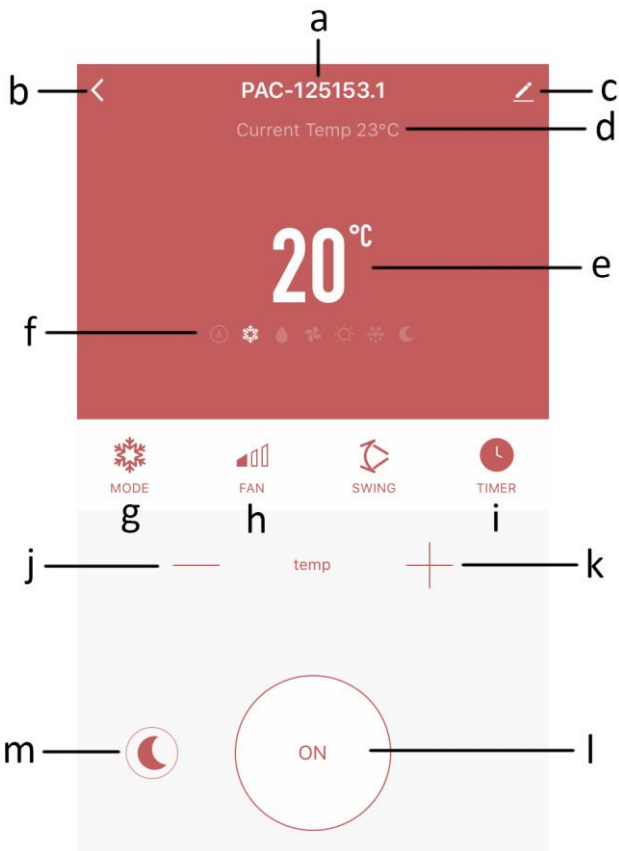 a
b PAC-125153.1 c
Current Temp 23°C d
20 °C e
f A
MODE FAN SWING TIMER
g h i
j temp k
m ON l